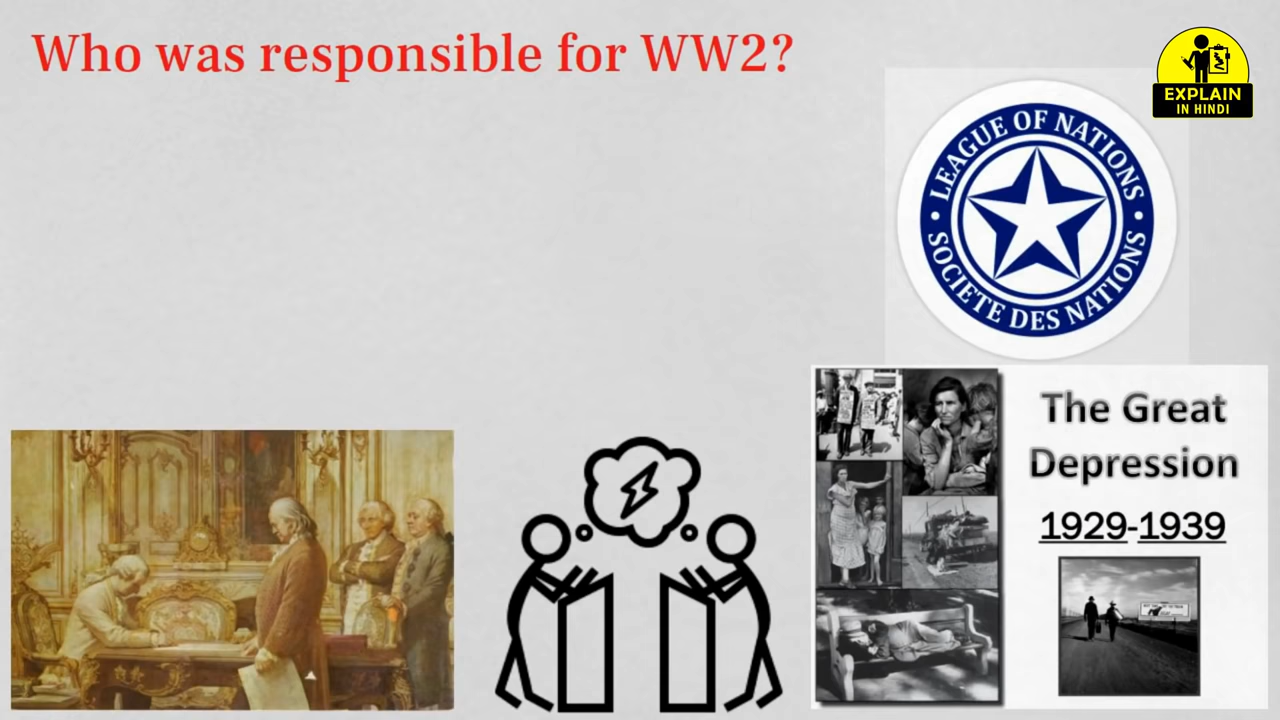 Who was responsible for WW2?
EXPLAIN
IN HINDI
LEAGUE OF NATIONS
SOCIETE DES NATIONS
The Great
Depression
1929-1939